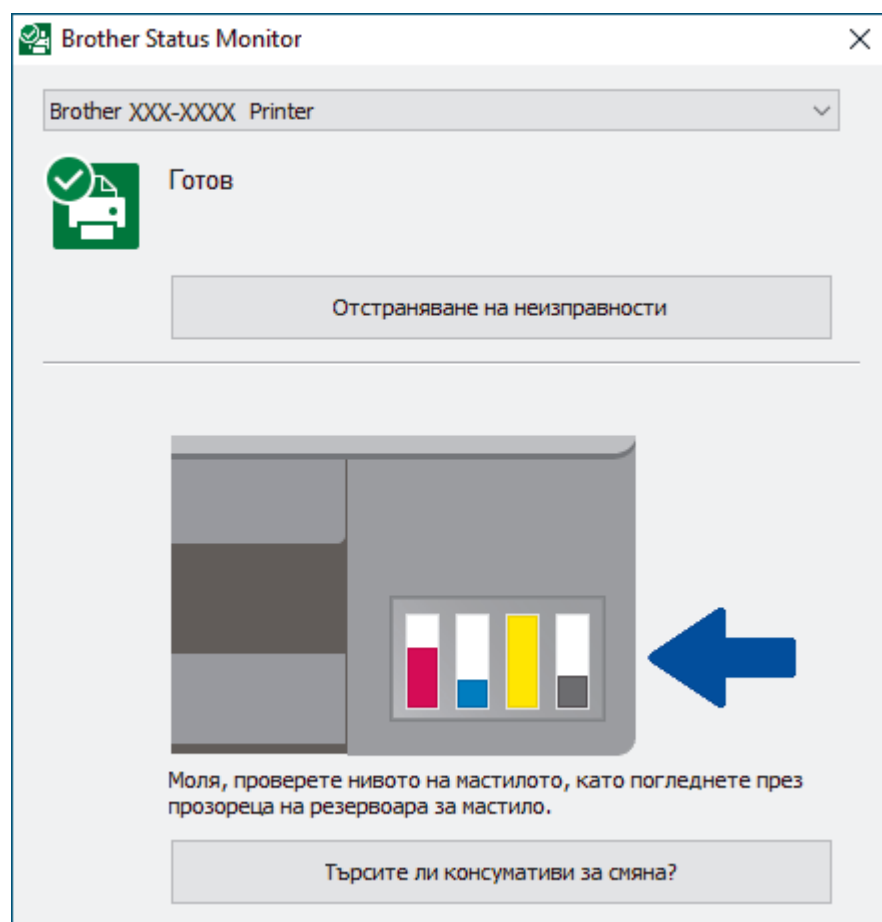 Brother Status Monitor
Brother XXX-XXXX Printer
Готов
Отстраняване на неизправности
Моля, проверете нивото на мастилото, като погледнете през
прозореца на резервоара за мастило.
Търсите ли консумативи за смяна?